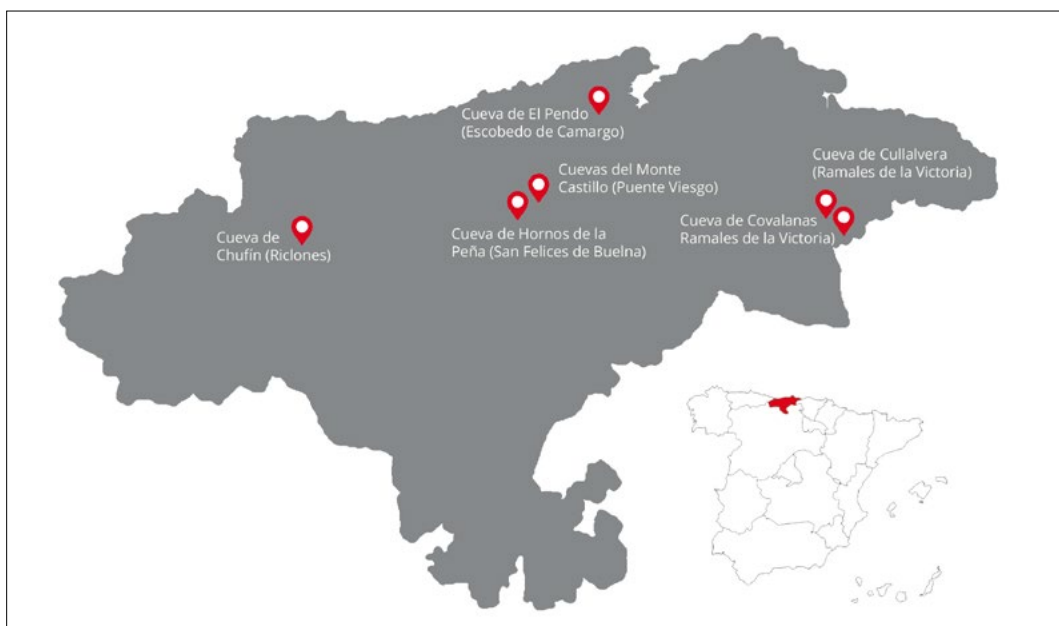 Cueva de El Pendo
(Escobedo de Camargo)
Cuevas del Monte
Castillo (Puente Viesgo)
Cueva de Cullalvera
(Ramales de la Victoria)
Cueva de Chufín (Riclones)
Cueva de Hornos de la
Peña (San Felices de Buelna)
Cueva de Covalanas
Ramales de la Victoria)